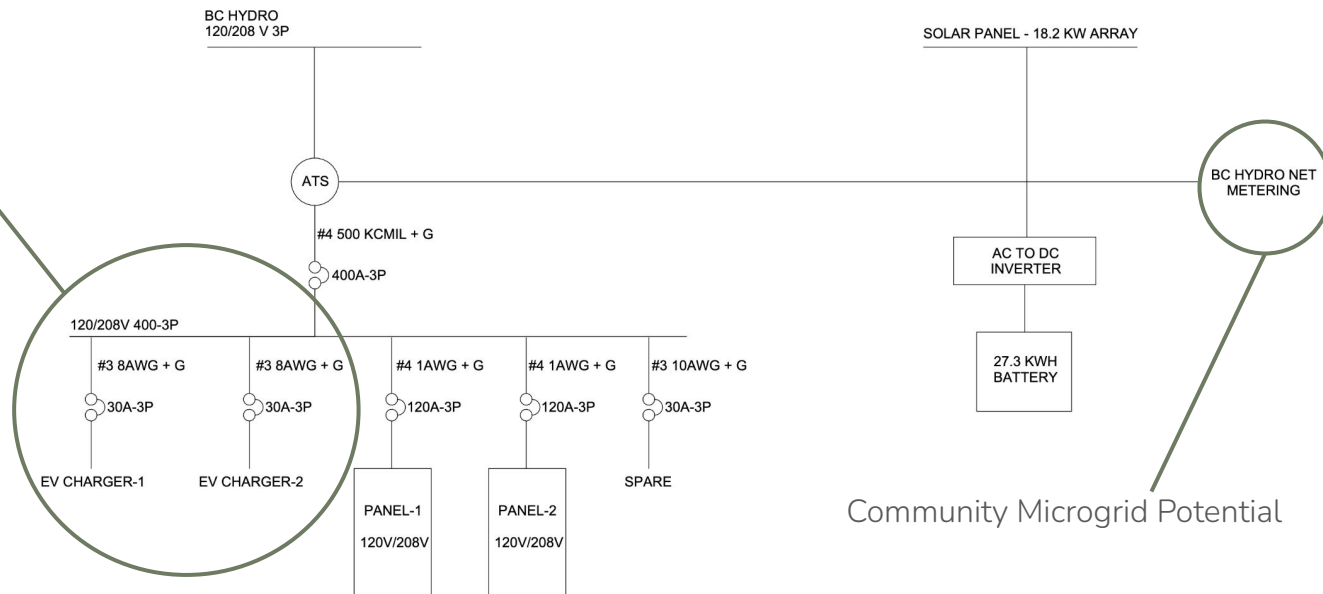 BC HYDRO
120/208 V 3P
SOLAR PANEL - 18.2 KW ARRAY
ATS
BC HYDRO NET
METERING
#4 500 KCMIL + G
400A-3P
AC TO DC
INVERTER
120/208V 400-3P
27.3 KWH
BATTERY
#3 8AWG + G
#3 8AWG + G
#4 1AWG + G
#4 1AWG + G
#3 10AWG + G
30A-3P
30A-3P
120A-3P
120A-3P
30A-3P
EV CHARGER-1
EV CHARGER-2
SPARE
PANEL-1
120V/208V
PANEL-2
120V/208V
Community Microgrid Potential